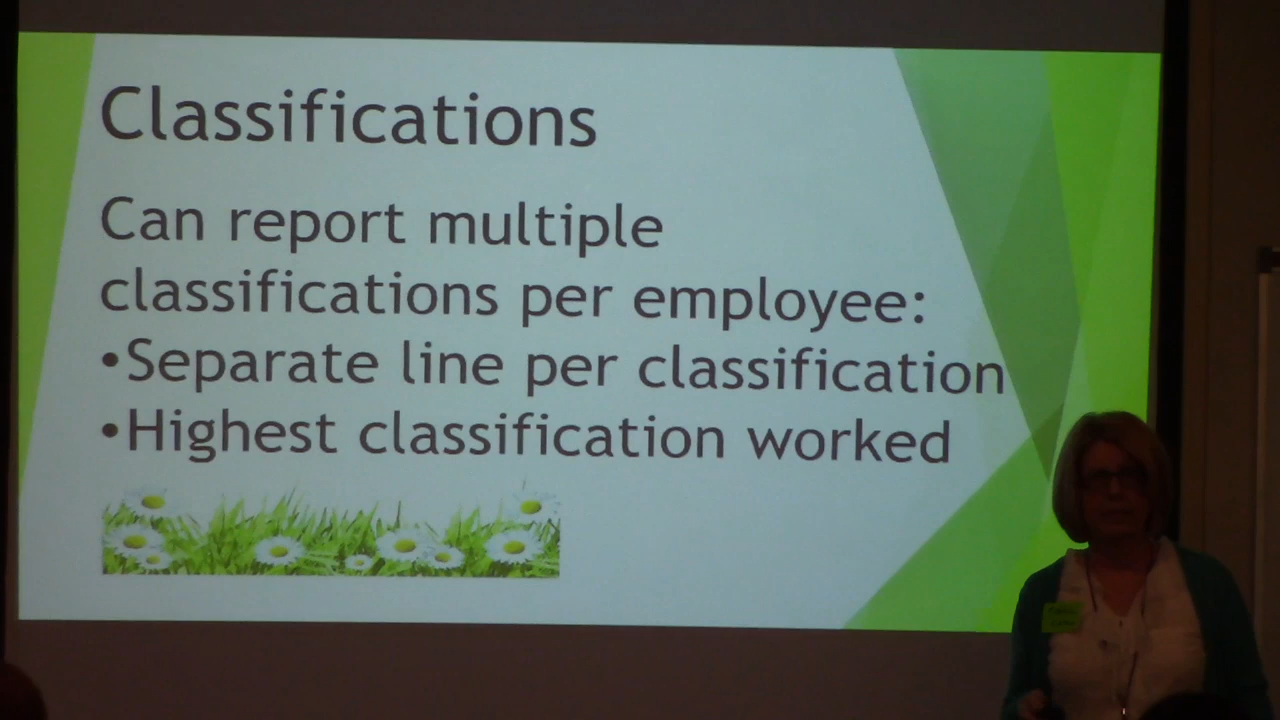 Classifications
Can report multiple
classifications per employee:
•Separate line per classification
•Highest classification worked